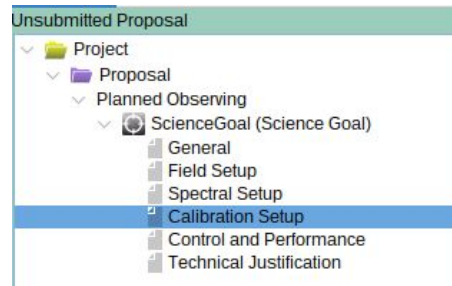 Unsubmitted Proposal
Project
Proposal
Planned Observing
ScienceGoal (Science Goal)
General
Field Setup
Spectral Setup
Calibration Setup
Control and Performance
Technical Justification